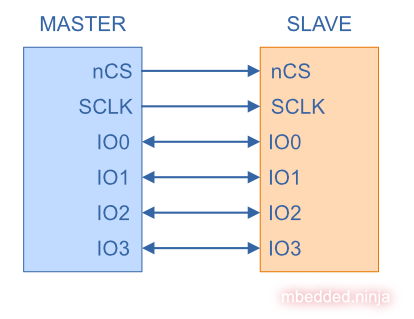 MASTER SLAVE
nCS nCS
SCLK SCLK
IO0 IO0
IO1 IO1
IO2 IO2
IO3 IO3
mbedded.ninja